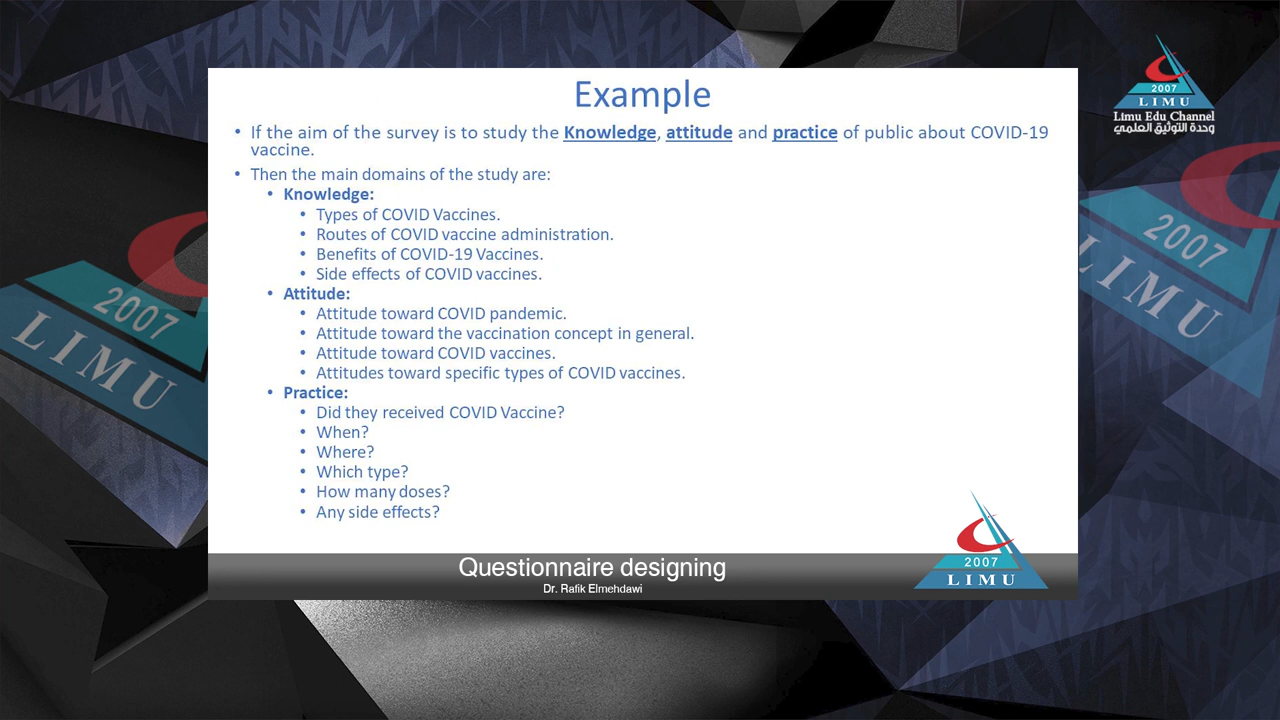 Example
• If the aim of the survey is to study the Knowledge, attitude and practice of public about COVID-19
vaccine.
• Then the main domains of the study are:
• Knowledge:
• Types of COVID Vaccines.
• Routes of COVID vaccine administration.
• Benefits of COVID-19 Vaccines.
• Side effects of COVID vaccines.
• Attitude:
• Attitude toward COVID pandemic.
• Attitude toward the vaccination concept in general.
• Attitude toward COVID vaccines.
• Attitudes toward specific types of COVID vaccines.
• Practice:
• Did they received COVID Vaccine?
• When?
• Where?
• Which type?
• How many doses?
• Any side effects?
Questionnaire designing
Dr. Rafik Elmehdawi
2007
LIMU
2007
LIMU
Limu Edu Channel
وحدة التوثيق العلمي
2007
LIMU
2007
LIMU